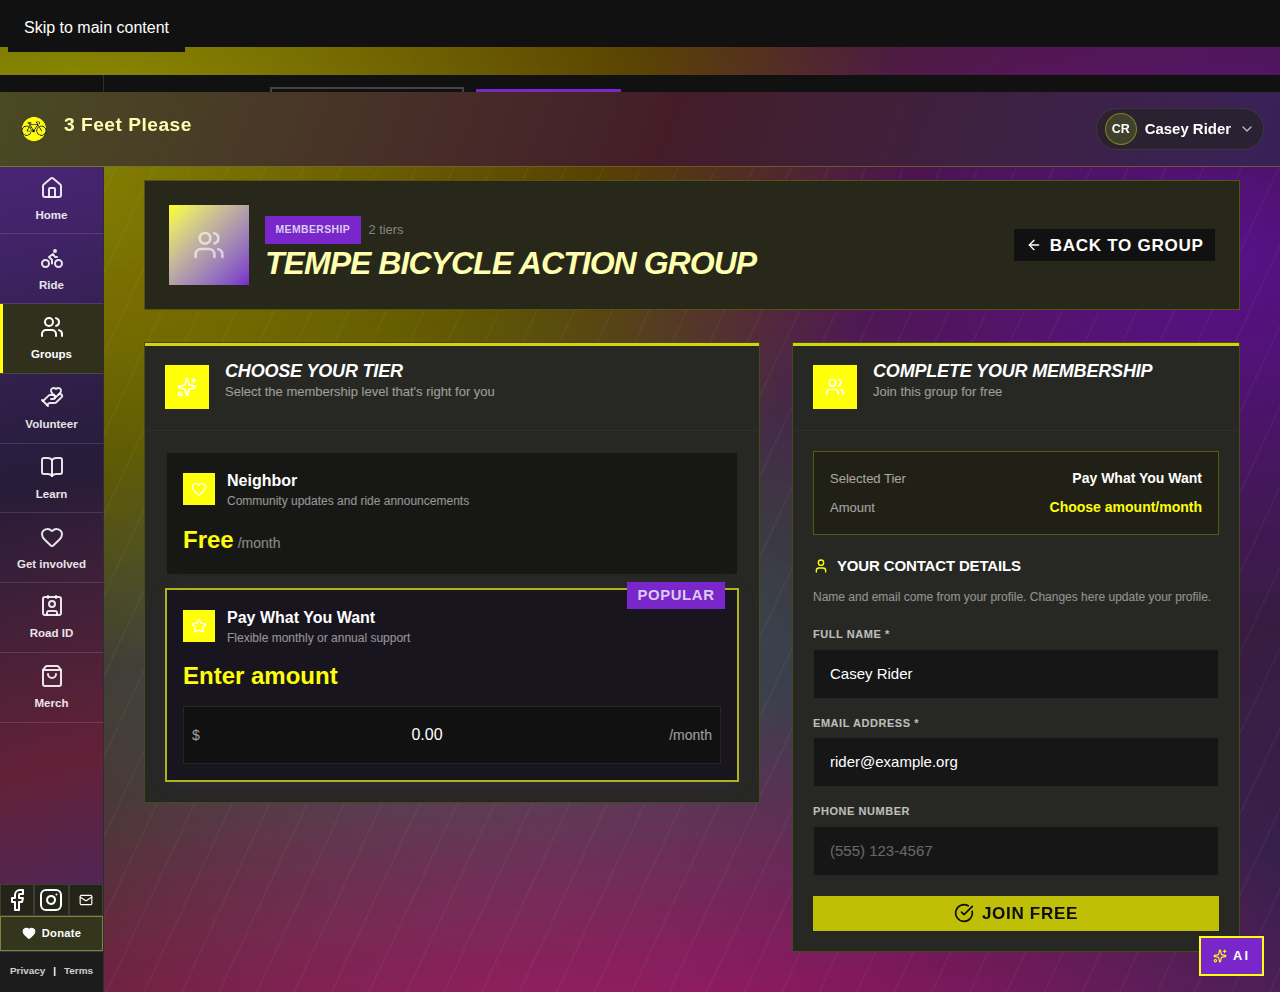 Skip to main content
3 Feet Please
CR Casey Rider
Home
Ride
Groups
Volunteer
Learn
Get involved
Road ID
Merch
Donate
Privacy | Terms
MEMBERSHIP 2 tiers
TEMPE BICYCLE ACTION GROUP
BACK TO GROUP
CHOOSE YOUR TIER
Select the membership level that's right for you
Neighbor
Community updates and ride announcements
Free /month
POPULAR
Pay What You Want
Flexible monthly or annual support
Enter amount
$ 0.00 /month
COMPLETE YOUR MEMBERSHIP
Join this group for free
Selected Tier Pay What You Want
Amount Choose amount/month
YOUR CONTACT DETAILS
Name and email come from your profile. Changes here update your profile.
FULL NAME *
Casey Rider
EMAIL ADDRESS *
rider@example.org
PHONE NUMBER
(555) 123-4567
JOIN FREE
AI